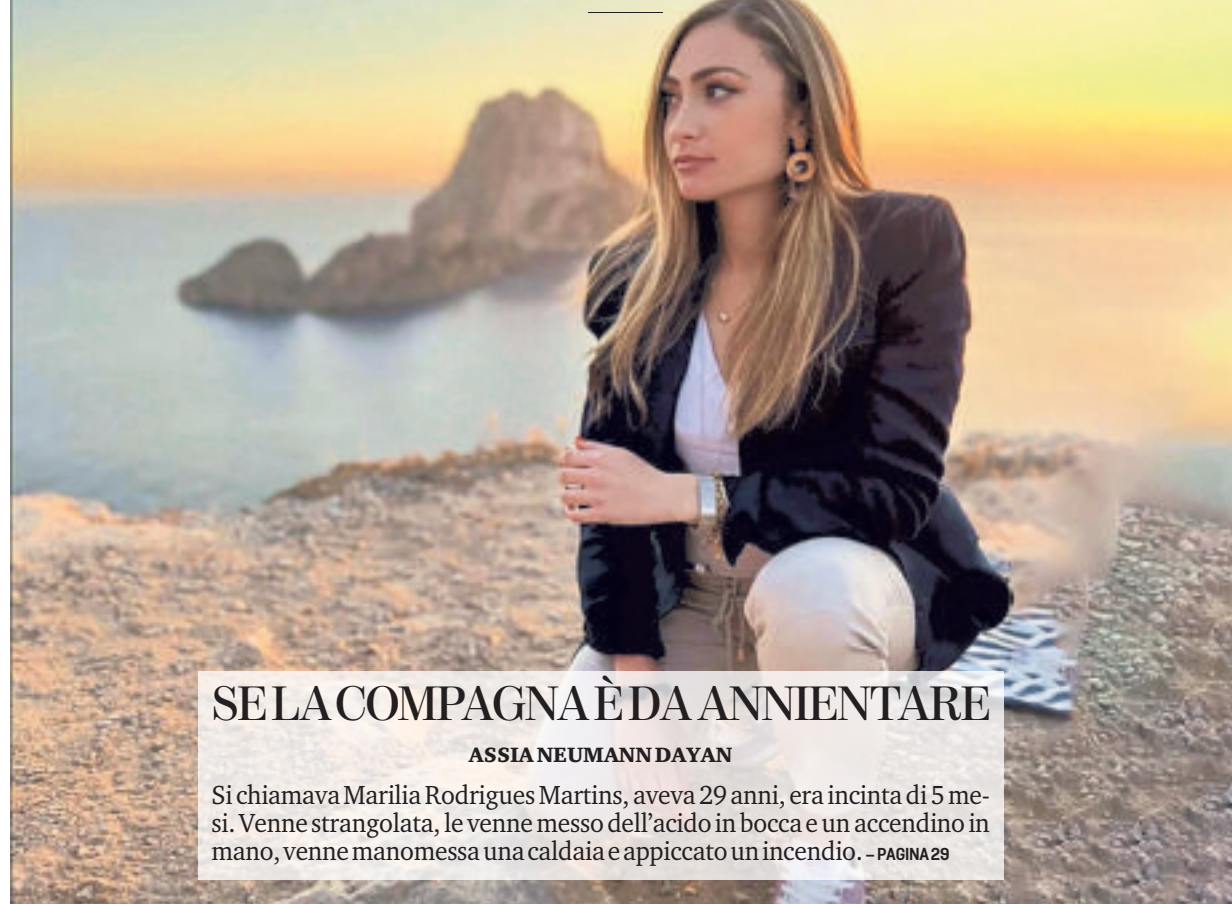 SE LA COMPAGNA È DA ANNIENTARE
ASSIA NEUMANN DAYAN
Si chiamava Marilia Rodrigues Martins, aveva 29 anni, era incinta di 5 me-
si. Venne strangolata, le venne messo dell'acido in bocca e un accendino in
mano, venne manomessa una caldaia e appiccato un incendio. – PAGINA 29